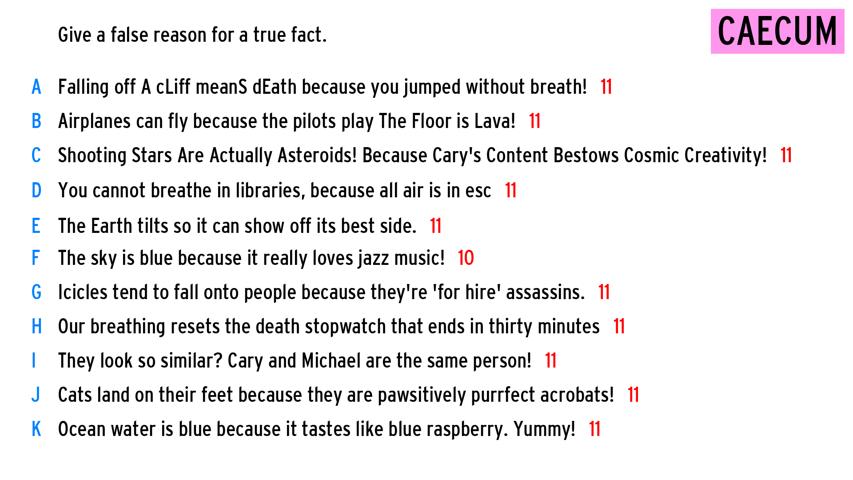 Give a false reason for a true fact.
CAECUM
A Falling off A cLiff meanS dEath because you jumped without breath! 11
B Airplanes can fly because the pilots play The Floor is Lava! 11
C Shooting Stars Are Actually Asteroids! Because Cary's Content Bestows Cosmic Creativity! 11
D You cannot breathe in libraries, because all air is in esc 11
E The Earth tilts so it can show off its best side. 11
F The sky is blue because it really loves jazz music! 10
G Icicles tend to fall onto people because they're 'for hire' assassins. 11
H Our breathing resets the death stopwatch that ends in thirty minutes 11
I They look so similar? Cary and Michael are the same person! 11
J Cats land on their feet because they are pawsitively purrfect acrobats! 11
K Ocean water is blue because it tastes like blue raspberry. Yummy! 11